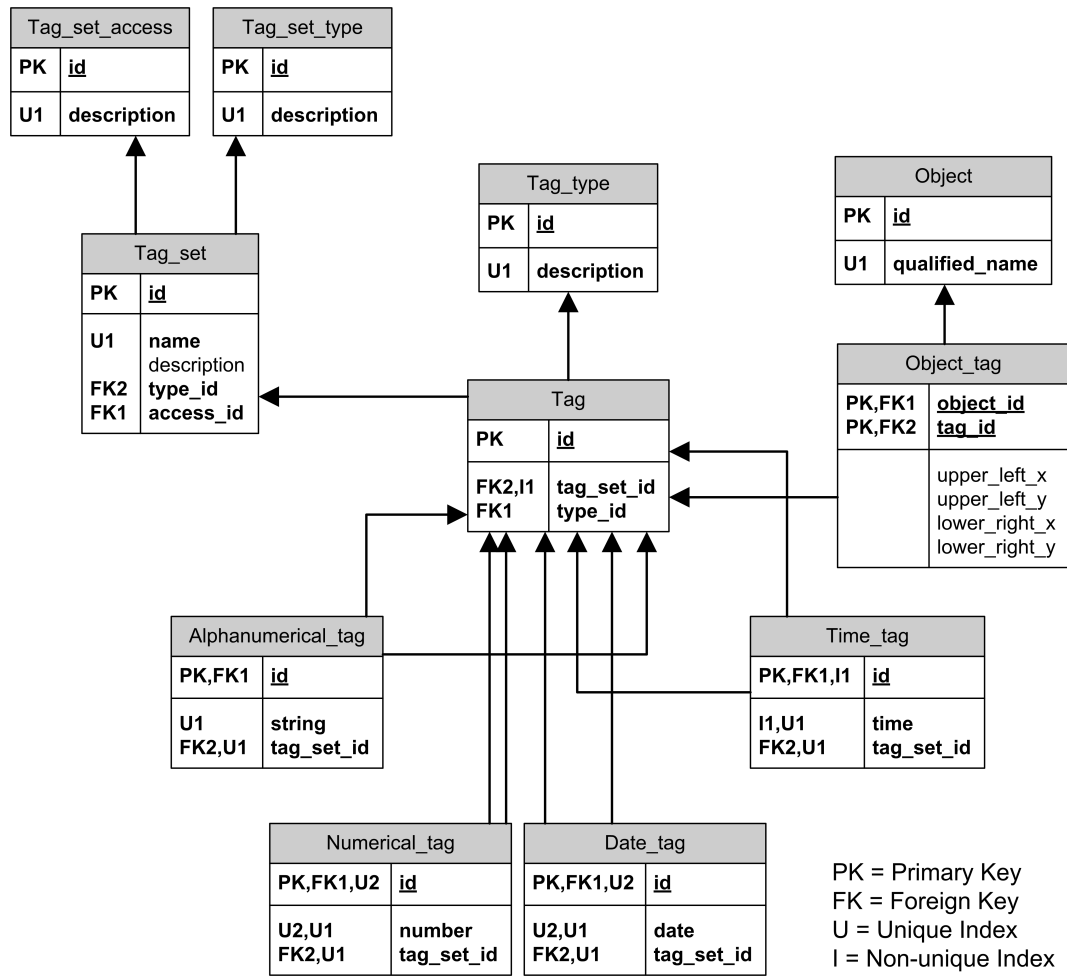 Tag_set_access
PK id
U1 description
Tag_set_type
PK id
U1 description
Tag_type
PK id
U1 description
Object
PK id
U1 qualified_name
Tag_set
PK id
U1 name
description
FK2 type_id
FK1 access_id
Tag
PK id
FK2,I1 tag_set_id
FK1 type_id
Object_tag
PK,FK1 object_id
PK,FK2 tag_id
upper_left_x
upper_left_y
lower_right_x
lower_right_y
Alphanumerical_tag
PK,FK1 id
U1 string
FK2,U1 tag_set_id
Time_tag
PK,FK1,I1 id
I1,U1 time
FK2,U1 tag_set_id
Numerical_tag
PK,FK1,U2 id
U2,U1 number
FK2,U1 tag_set_id
Date_tag
PK,FK1,U2 id
U2,U1 date
FK2,U1 tag_set_id
PK = Primary Key
FK = Foreign Key
U = Unique Index
I = Non-unique Index